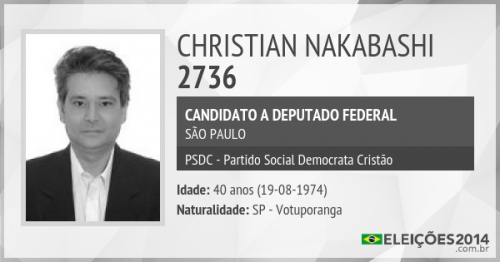 CHRISTIAN NAKABASHI
2736
CANDIDATO A DEPUTADO FEDERAL
SÃO PAULO
PSDC - Partido Social Democrata Cristão
Idade: 40 anos (19-08-1974)
Naturalidade: SP - Votuporanga
ELEIÇÕES2014
.com.br